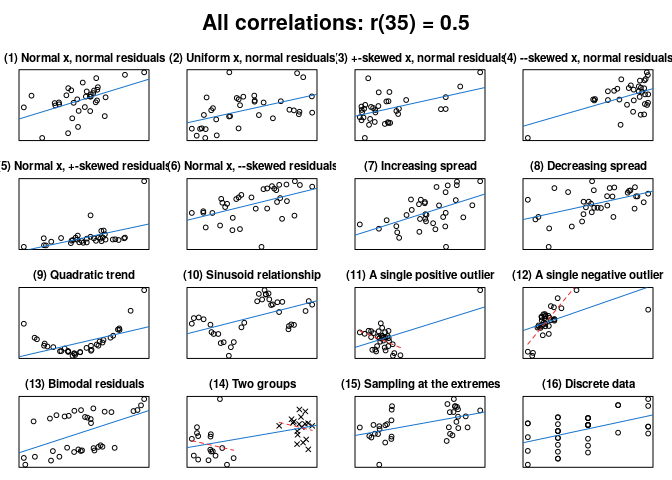 All correlations: r(35) = 0.5
(1) Normal x, normal residuals
(2) Uniform x, normal residuals
(3) +-skewed x, normal residuals
(4) --skewed x, normal residuals
(5) Normal x, +-skewed residuals
(6) Normal x, --skewed residuals
(7) Increasing spread
(8) Decreasing spread
(9) Quadratic trend
(10) Sinusoid relationship
(11) A single positive outlier
(12) A single negative outlier
(13) Bimodal residuals
(14) Two groups
(15) Sampling at the extremes
(16) Discrete data